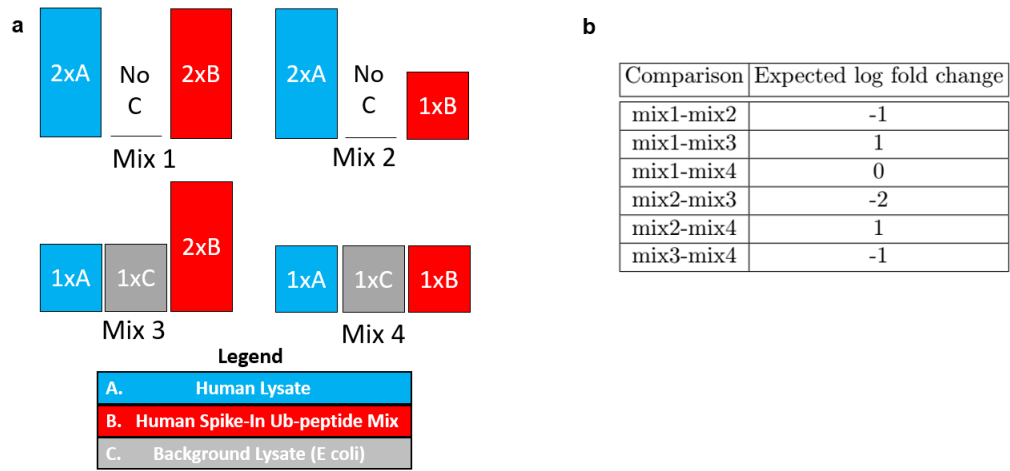 a
b
2xA
No
C
2xB
Mix 1
2xA
No
C
1xB
Mix 2
1xA
1xC
2xB
Mix 3
1xA
1xC
1xB
Mix 4
Legend
A. Human Lysate
B. Human Spike-In Ub-peptide Mix
C. Background Lysate (E coli)
Comparison Expected log fold change
mix1-mix2 -1
mix1-mix3 1
mix1-mix4 0
mix2-mix3 -2
mix2-mix4 1
mix3-mix4 -1